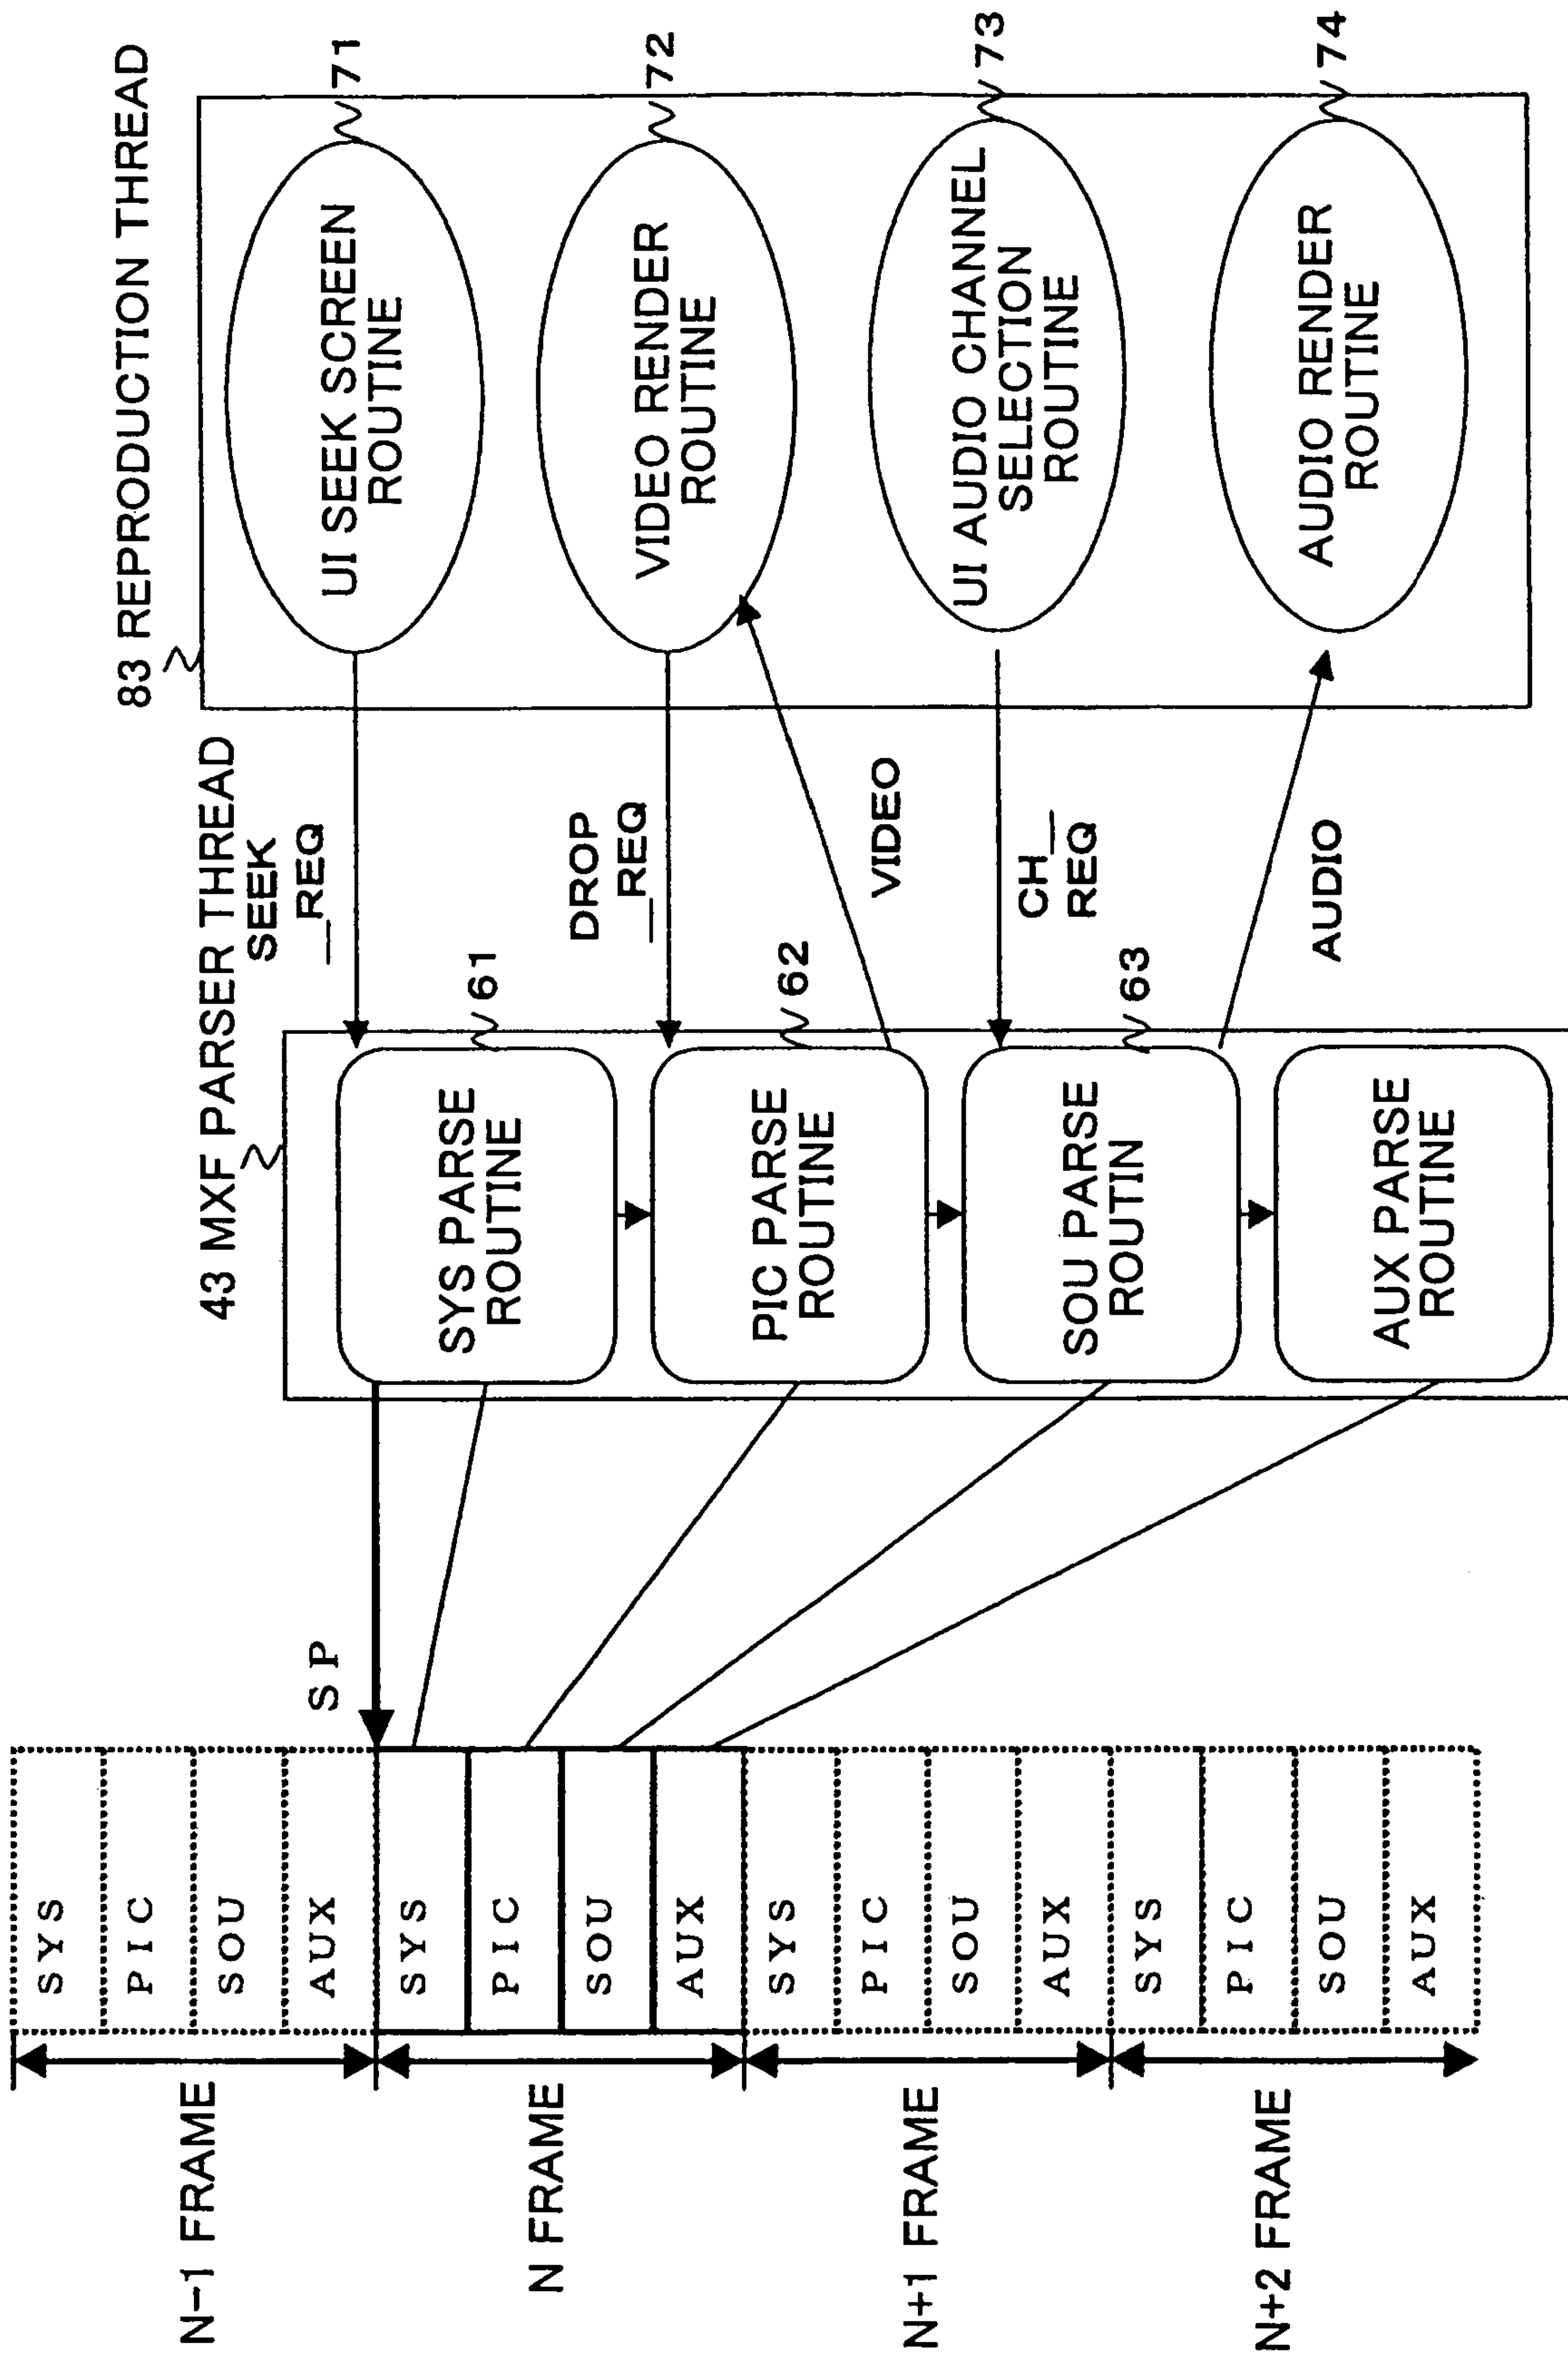 N-1 FRAME
N FRAME
N+1 FRAME
N+2 FRAME
SYS
PIC
SOU
AUX
SYS
PIC
SOU
AUX
SYS
PIC
SOU
AUX
SYS
PIC
SOU
AUX
SP
43 MXF PARSER THREAD
SYS PARSE
ROUTINE
61
PIC PARSE
ROUTINE
62
SOU PARSE
ROUTIN
63
AUX PARSE
ROUTINE
SEEK
_REQ
DROP
_REQ
VIDEO
CH_
REQ
AUDIO
83 REPRODUCTION THREAD
UI SEEK SCREEN
ROUTINE
71
VIDEO RENDER
ROUTINE
72
UI AUDIO CHANNEL
SELECTION
ROUTINE
73
AUDIO RENDER
ROUTINE
74